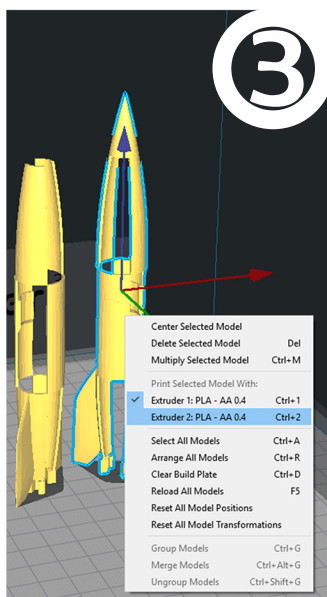 3
Center Selected Model
Delete Selected Model Del
Multiply Selected Model Ctrl+M
Print Selected Model With:
Extruder 1: PLA - AA 0.4 Ctrl+1
Extruder 2: PLA - AA 0.4 Ctrl+2
Select All Models Ctrl+A
Arrange All Models Ctrl+R
Clear Build Plate Ctrl+D
Reload All Models F5
Reset All Model Positions
Reset All Model Transformations
Group Models Ctrl+G
Merge Models Ctrl+Alt+G
Ungroup Models Ctrl+Shift+G